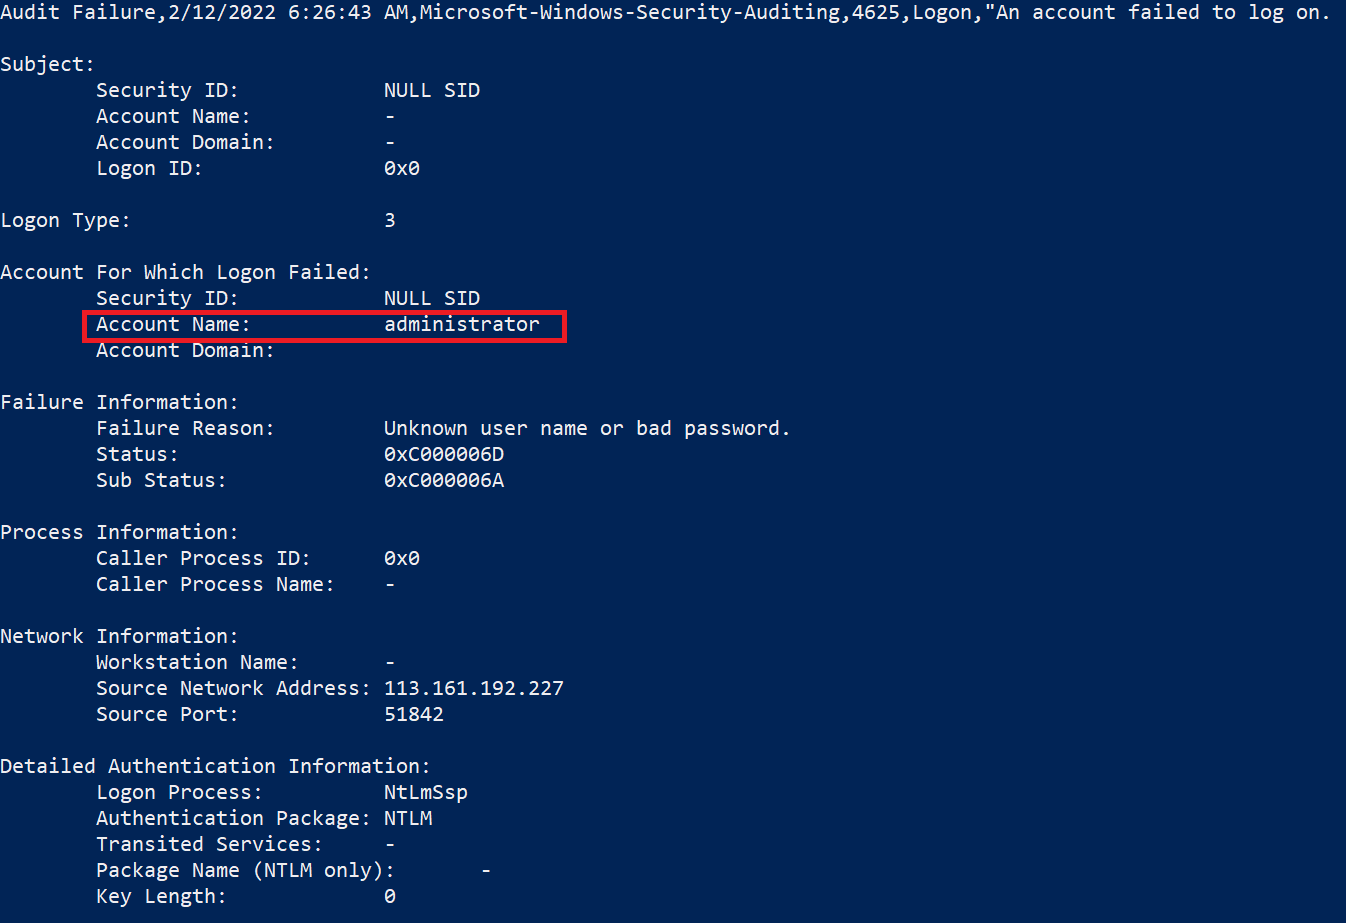 Audit Failure,2/12/2022 6:26:43 AM,Microsoft-Windows-Security-Auditing,4625,Logon,"An account failed to log on.
Subject:
Security ID: NULL SID
Account Name: -
Account Domain: -
Logon ID: 0x0
Logon Type: 3
Account For Which Logon Failed:
Security ID: NULL SID
Account Name: administrator
Account Domain:
Failure Information:
Failure Reason: Unknown user name or bad password.
Status: 0xC000006D
Sub Status: 0xC000006A
Process Information:
Caller Process ID: 0x0
Caller Process Name: -
Network Information:
Workstation Name: -
Source Network Address: 113.161.192.227
Source Port: 51842
Detailed Authentication Information:
Logon Process: NtLmSsp
Authentication Package: NTLM
Transited Services: -
Package Name (NTLM only): -
Key Length: 0